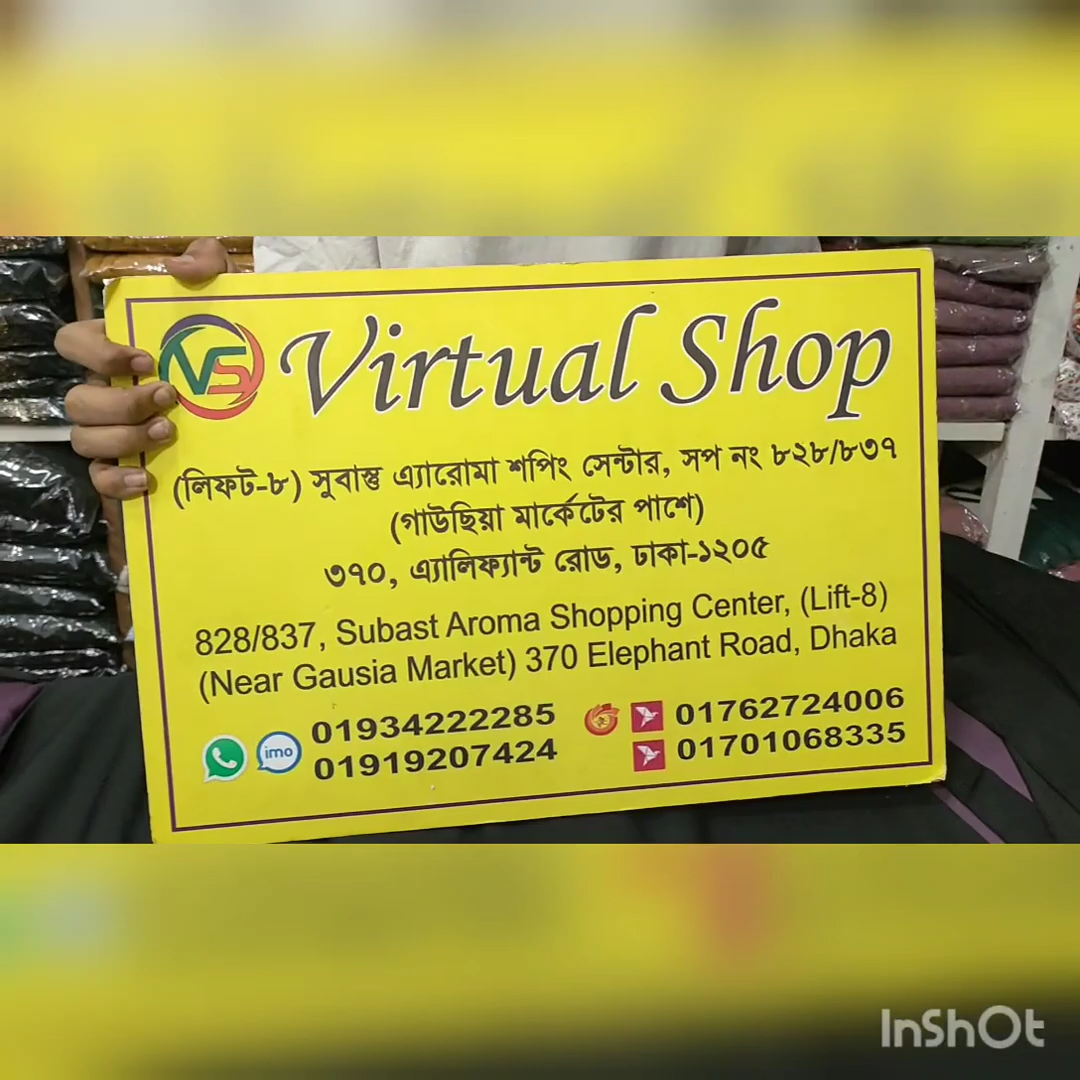 VS Virtual Shop
(লিফট-৮) সুবাস্তু এ্যারোমা শপিং সেন্টার, সপ নং ৮২৮/৮৩৭
(গাউছিয়া মার্কেটের পাশে)
৩৭০, এ্যালিফ্যান্ট রোড, ঢাকা-১২০৫
828/837, Subast Aroma Shopping Center, (Lift-8)
(Near Gausia Market) 370 Elephant Road, Dhaka
imo 01934222285 01762724006
01919207424 01701068335
InShOt